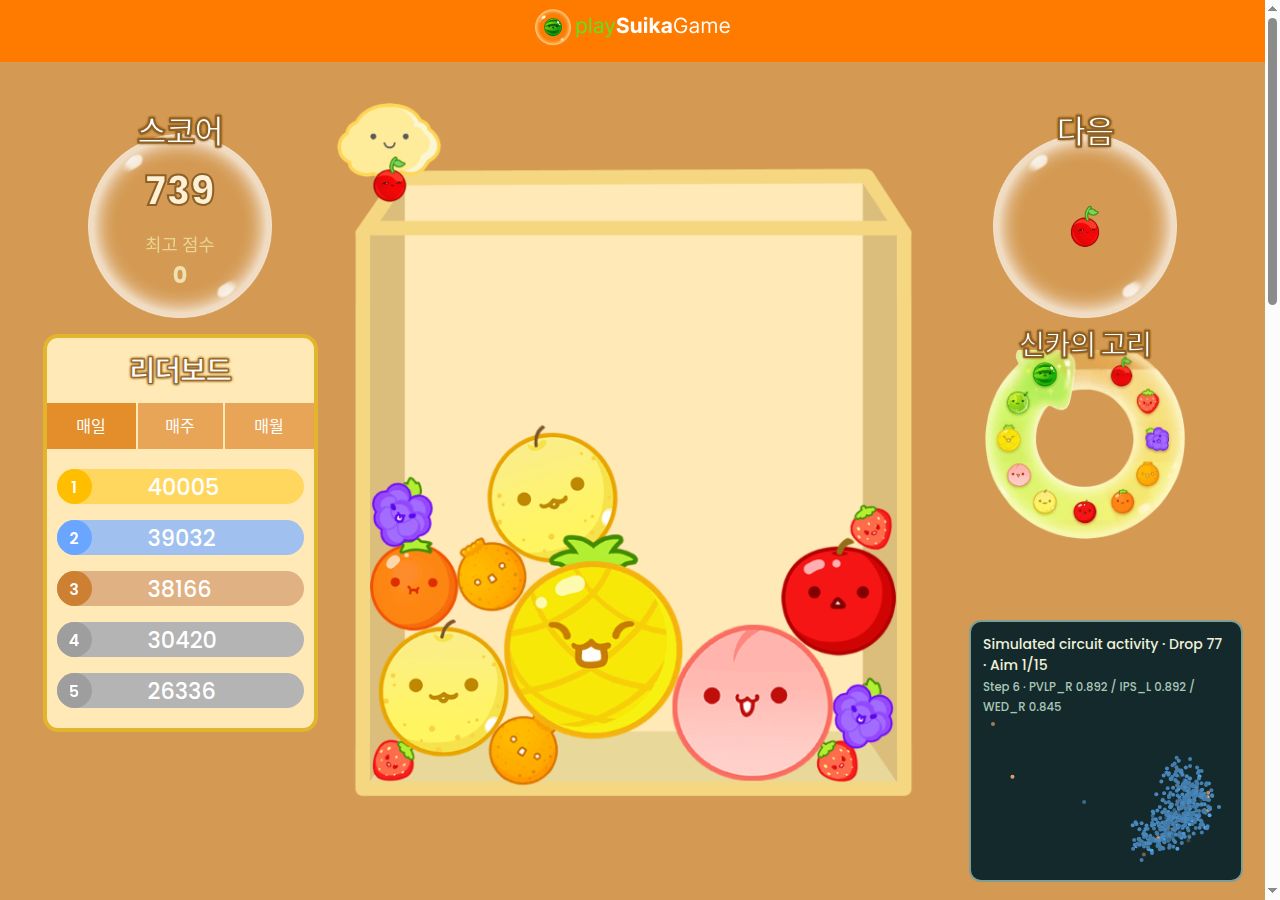 playSuikaGame
스코어
739
최고 점수
0
다음
신카의 고리
리더보드
매일 매주 매월
1 40005
2 39032
3 38166
4 30420
5 26336
Simulated circuit activity · Drop 77
· Aim 1/15
Step 6 · PVLP_R 0.892 / IPS_L 0.892 /
WED_R 0.845